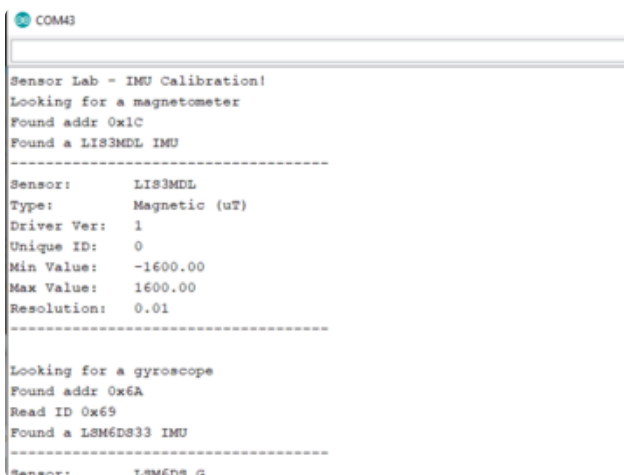 COM43
Sensor Lab - IMU Calibration!
Looking for a magnetometer
Found addr 0x1C
Found a LIS3MDL IMU
------------------------------------
Sensor:       LIS3MDL
Type:         Magnetic (uT)
Driver Ver:   1
Unique ID:    0
Min Value:    -1600.00
Max Value:    1600.00
Resolution:   0.01
------------------------------------
Looking for a gyroscope
Found addr 0x6A
Read ID 0x69
Found a LSM6DS33 IMU
------------------------------------
Sensor:       LSM6DS_G